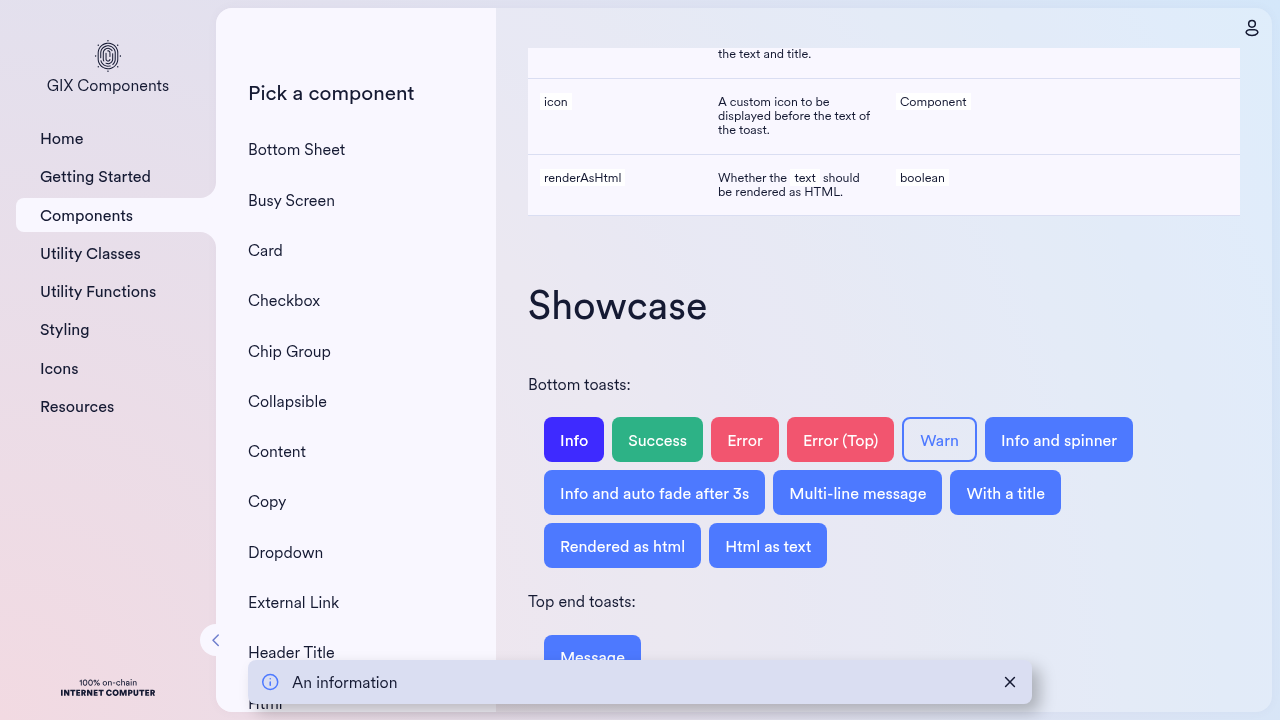 GIX Components
Home
Getting Started
Components
Utility Classes
Utility Functions
Styling
Icons
Resources
100% on-chain
INTERNET COMPUTER
Pick a component
Bottom Sheet
Busy Screen
Card
Checkbox
Chip Group
Collapsible
Content
Copy
Dropdown
External Link
Header Title
Html
the text and title.
icon
A custom icon to be
displayed before the text of
the toast.
Component
renderAsHtml
Whether the text should
be rendered as HTML.
boolean
Showcase
Bottom toasts:
Info Success Error Error (Top) Warn Info and spinner
Info and auto fade after 3s Multi-line message With a title
Rendered as html Html as text
Top end toasts:
Message
An information